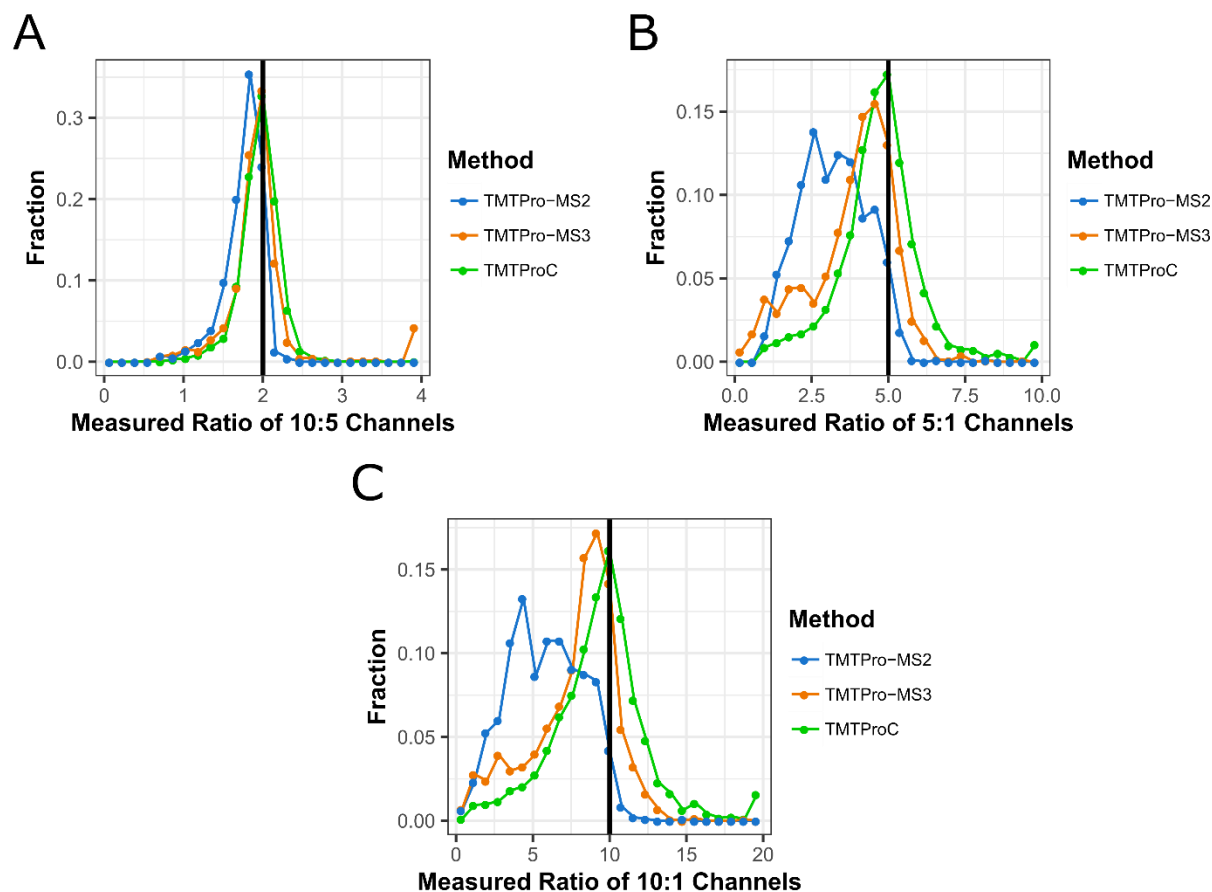 A
0.3
0.2
0.1
0.0
Fraction
0
1
2
3
4
Measured Ratio of 10:5 Channels
Method
TMTPro-MS2
TMTPro-MS3
TMTProC
B
0.15
0.10
0.05
0.00
Fraction
0.0
2.5
5.0
7.5
10.0
Measured Ratio of 5:1 Channels
Method
TMTPro-MS2
TMTPro-MS3
TMTProC
C
0.15
0.10
0.05
0.00
Fraction
0
5
10
15
20
Measured Ratio of 10:1 Channels
Method
TMTPro-MS2
TMTPro-MS3
TMTProC